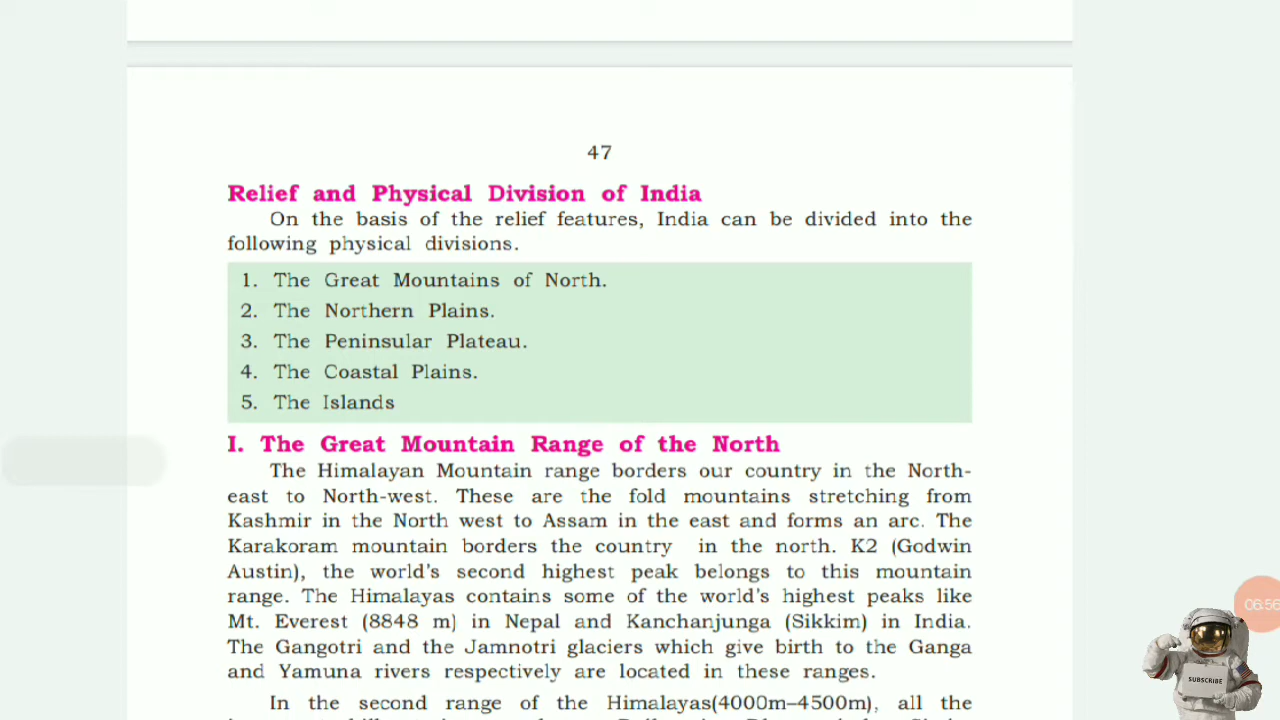 47
Relief and Physical Division of India
On the basis of the relief features, India can be divided into the
following physical divisions.
1. The Great Mountains of North.
2. The Northern Plains.
3. The Peninsular Plateau.
4. The Coastal Plains.
5. The Islands
I. The Great Mountain Range of the North
The Himalayan Mountain range borders our country in the North-
east to North-west. These are the fold mountains stretching from
Kashmir in the North west to Assam in the east and forms an arc. The
Karakoram mountain borders the country in the north. K2 (Godwin
Austin), the world's second highest peak belongs to this mountain
range. The Himalayas contains some of the world's highest peaks like
Mt. Everest (8848 m) in Nepal and Kanchanjunga (Sikkim) in India.
The Gangotri and the Jamnotri glaciers which give birth to the Ganga
and Yamuna rivers respectively are located in these ranges.
In the second range of the Himalayas(4000m–4500m), all the
06:56
SUBSCRIBE